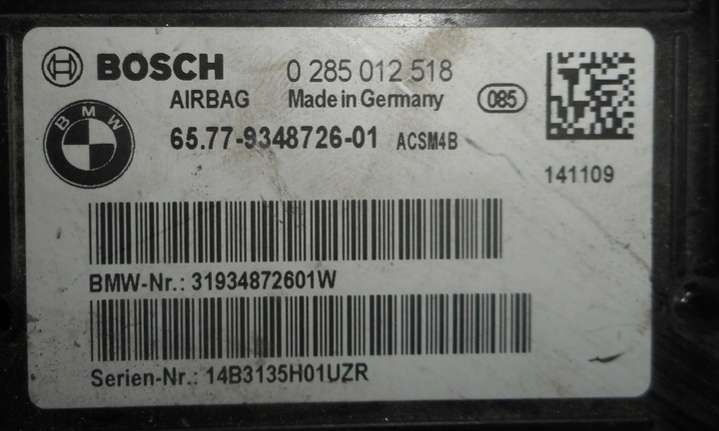 BOSCH 0 285 012 518
AIRBAG Made in Germany 085
BMW
65.77-9348726-01 ACSM4B
141109
BMW-Nr.: 31934872601W
Serien-Nr.: 14B3135H01UZR